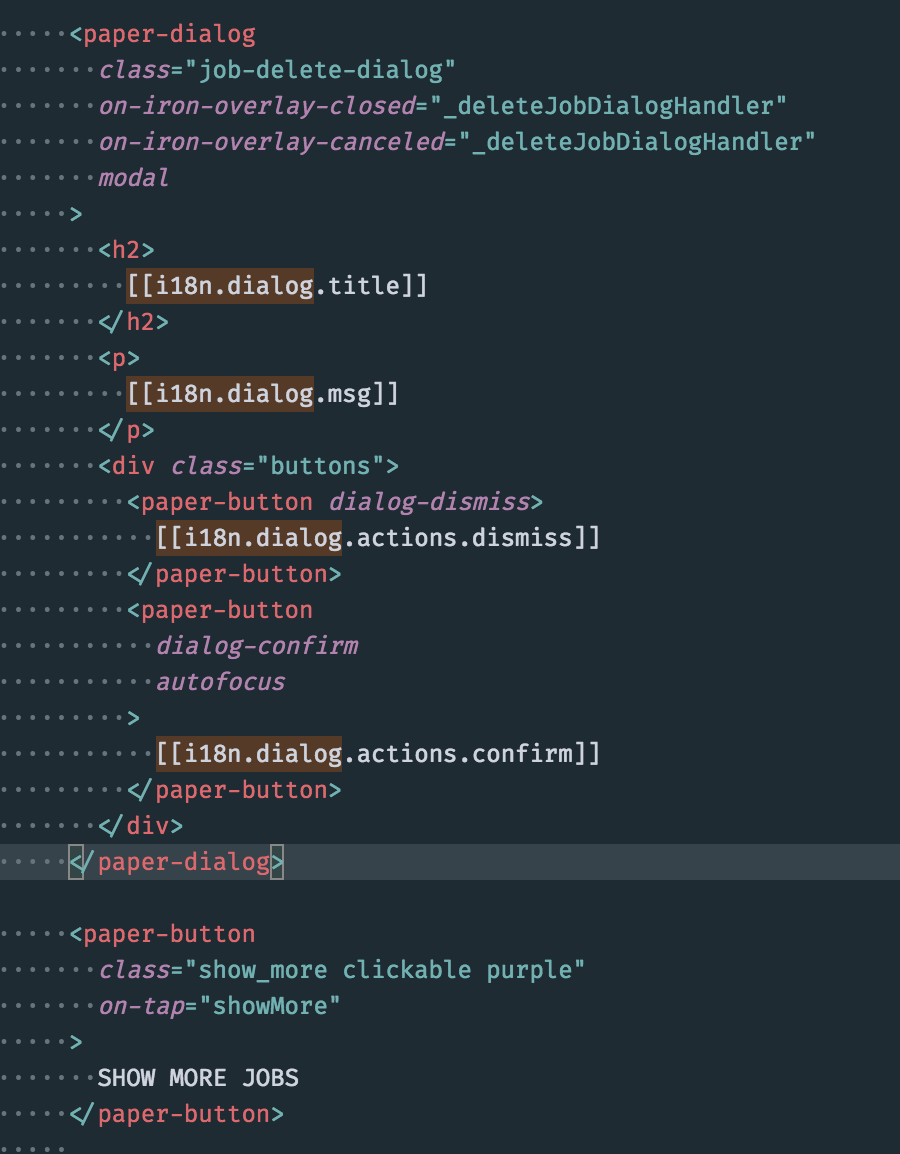 <paper-dialog
class="job-delete-dialog"
on-iron-overlay-closed="_deleteJobDialogHandler"
on-iron-overlay-canceled="_deleteJobDialogHandler"
modal
>
<h2>
[[i18n.dialog.title]]
</h2>
<p>
[[i18n.dialog.msg]]
</p>
<div class="buttons">
<paper-button dialog-dismiss>
[[i18n.dialog.actions.dismiss]]
</paper-button>
<paper-button
dialog-confirm
autofocus
>
[[i18n.dialog.actions.confirm]]
</paper-button>
</div>
</paper-dialog>
<paper-button
class="show_more clickable purple"
on-tap="showMore"
>
SHOW MORE JOBS
</paper-button>